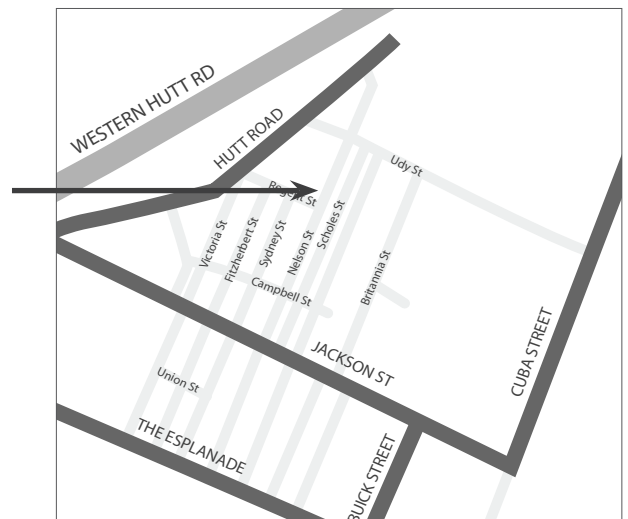 WESTERN HUTT RD
HUTT ROAD
Udy St
Regent St
Victoria St
Fitzherbert St
Sydney St
Nelson St
Scholes St
Britannia St
Campbell St
JACKSON ST
CUBA STREET
Union St
THE ESPLANADE
BUICK STREET